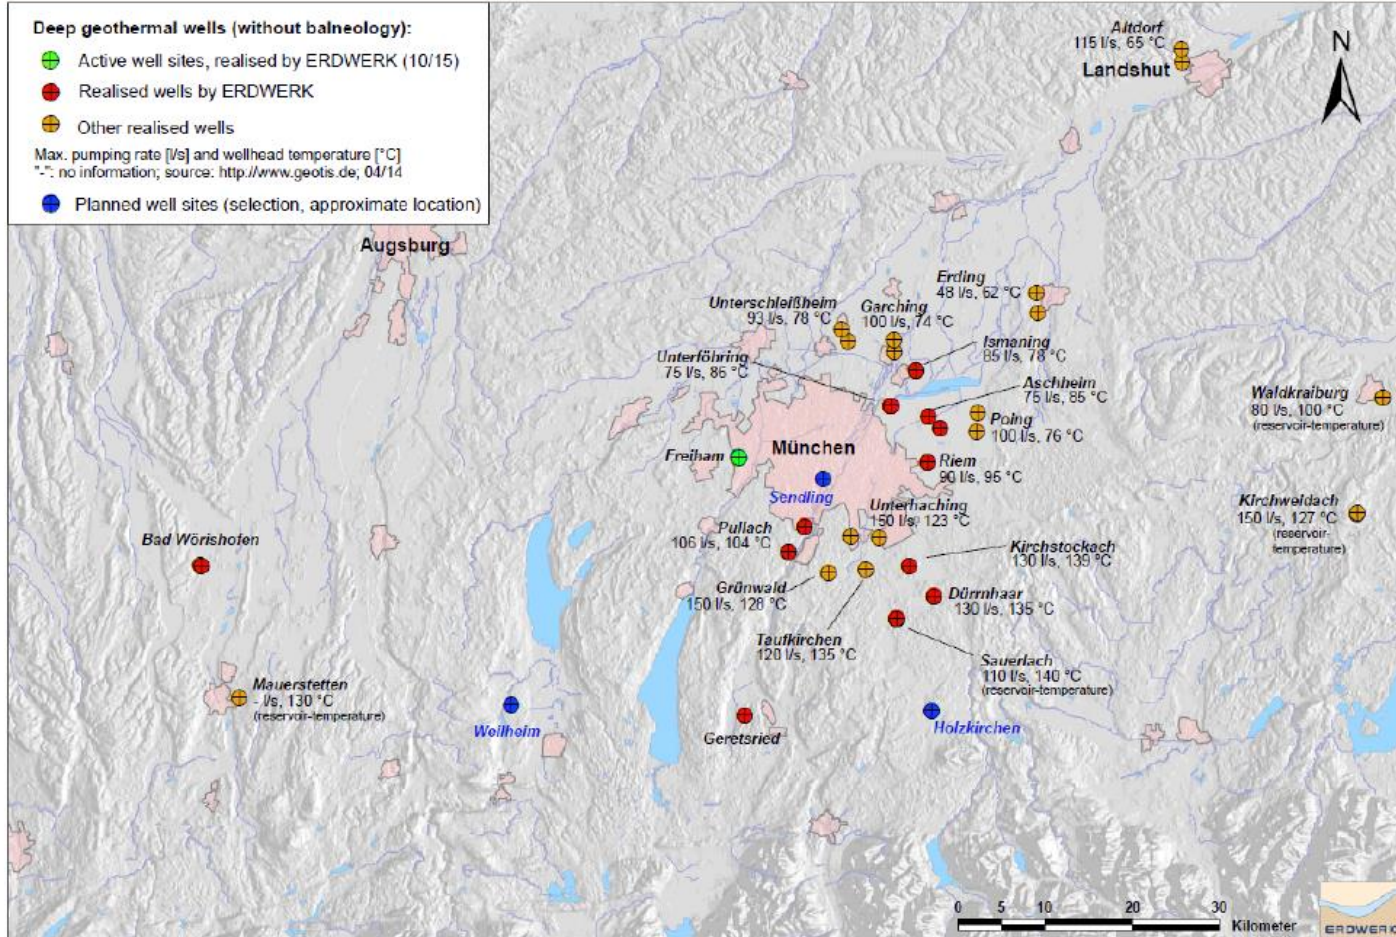 Deep geothermal wells (without balneology):
Active well sites, realised by ERDWERK (10/15)
Realised wells by ERDWERK
Other realised wells
Max. pumping rate [l/s] and wellhead temperature [°C]
"-": no information; source: http://www.geotis.de; 04/14
Planned well sites (selection, approximate location)
Altdorf
115 l/s, 65 °C
Landshut
N
Augsburg
Erding
48 l/s, 62 °C
Unterschleißheim
93 l/s, 78 °C
Garching
100 l/s, 74 °C
Ismaning
85 l/s, 78 °C
Unterföhring
75 l/s, 86 °C
Aschheim
75 l/s, 85 °C
Waldkraiburg
80 l/s, 100 °C
(reservoir-temperature)
Poing
100 l/s, 76 °C
München
Freiham
Riem
90 l/s, 95 °C
Sendling
Unterhaching
150 l/s, 123 °C
Kirchweidach
150 l/s, 127 °C
(reservoir-
temperature)
Pullach
106 l/s, 104 °C
Bad Wörishofen
Kirchstockach
130 l/s, 139 °C
Grünwald
150 l/s, 128 °C
Dürrnhaar
130 l/s, 135 °C
Taufkirchen
120 l/s, 135 °C
Sauerlach
110 l/s, 140 °C
(reservoir-temperature)
Mauerstetten
- l/s, 130 °C
(reservoir-temperature)
Weilheim
Geretsried
Holzkirchen
0 5 10 20 30
Kilometer
ERDWERK